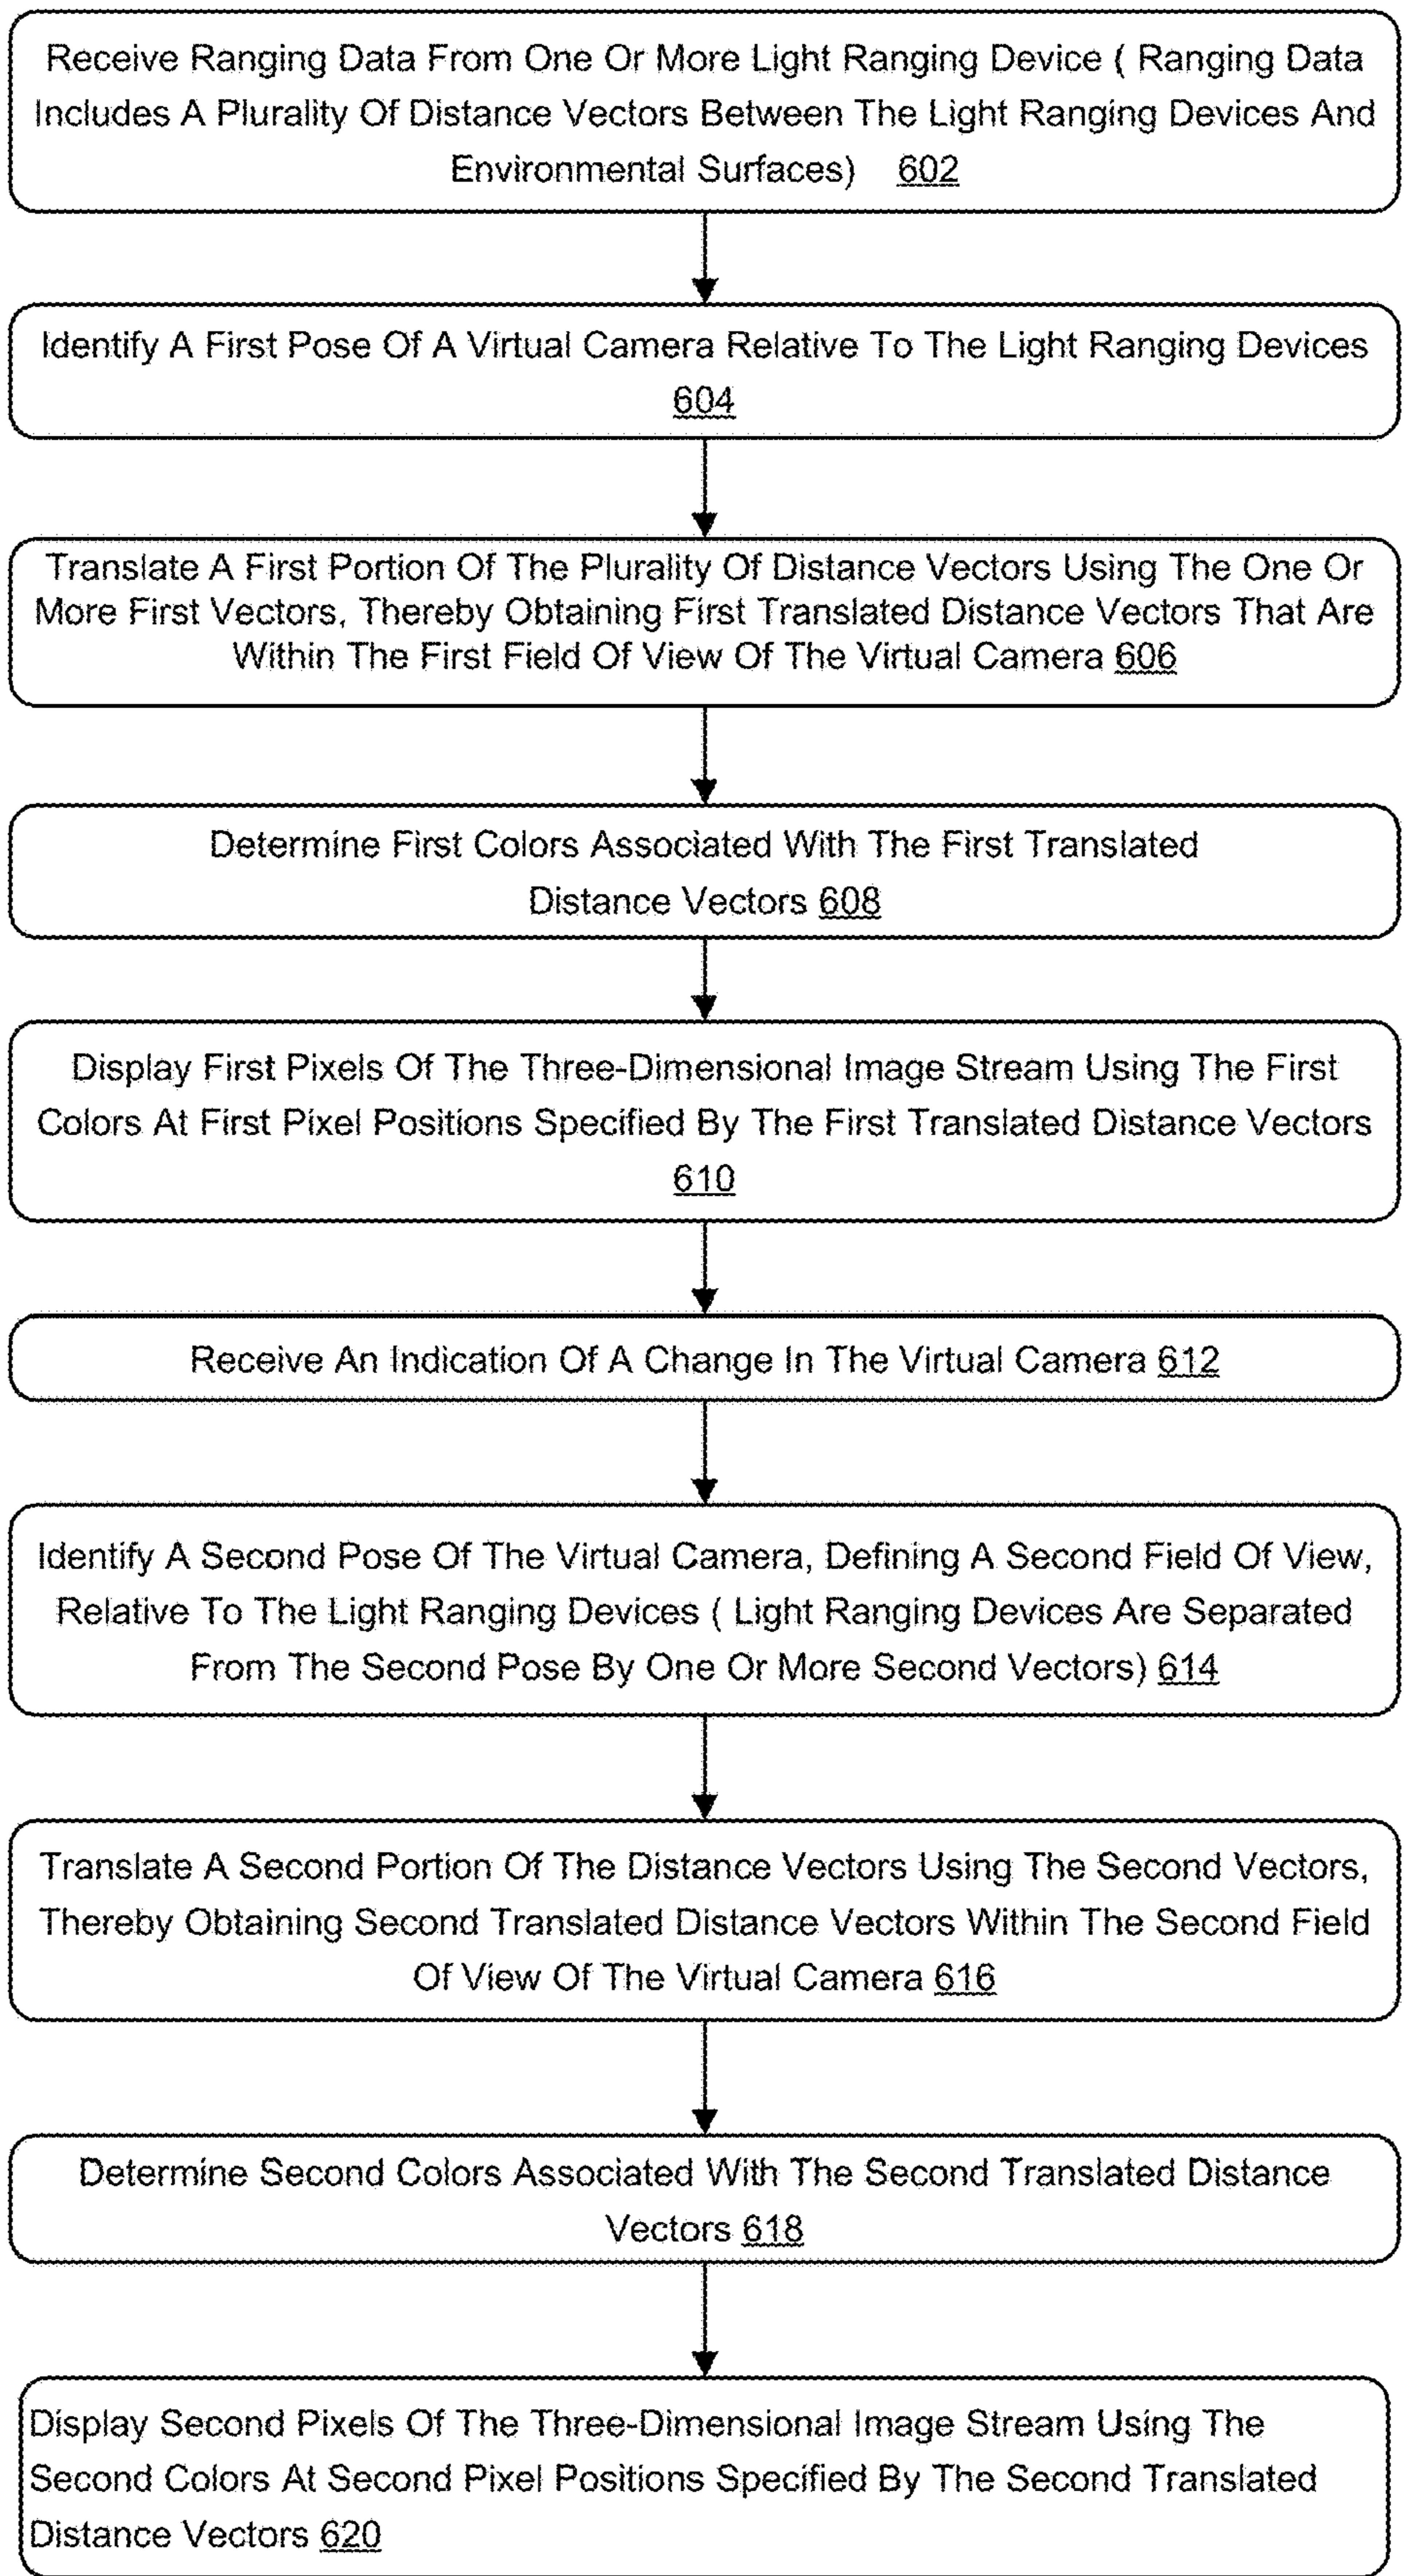 Receive Ranging Data From One Or More Light Ranging Device ( Ranging Data
Includes A Plurality Of Distance Vectors Between The Light Ranging Devices And
Environmental Surfaces) 602
Identify A First Pose Of A Virtual Camera Relative To The Light Ranging Devices
604
Translate A First Portion Of The Plurality Of Distance Vectors Using The One Or
More First Vectors, Thereby Obtaining First Translated Distance Vectors That Are
Within The First Field Of View Of The Virtual Camera 606
Determine First Colors Associated With The First Translated
Distance Vectors 608
Display First Pixels Of The Three-Dimensional Image Stream Using The First
Colors At First Pixel Positions Specified By The First Translated Distance Vectors
610
Receive An Indication Of A Change In The Virtual Camera 612
Identify A Second Pose Of The Virtual Camera, Defining A Second Field Of View,
Relative To The Light Ranging Devices ( Light Ranging Devices Are Separated
From The Second Pose By One Or More Second Vectors) 614
Translate A Second Portion Of The Distance Vectors Using The Second Vectors,
Thereby Obtaining Second Translated Distance Vectors Within The Second Field
Of View Of The Virtual Camera 616
Determine Second Colors Associated With The Second Translated Distance
Vectors 618
Display Second Pixels Of The Three-Dimensional Image Stream Using The
Second Colors At Second Pixel Positions Specified By The Second Translated
Distance Vectors 620